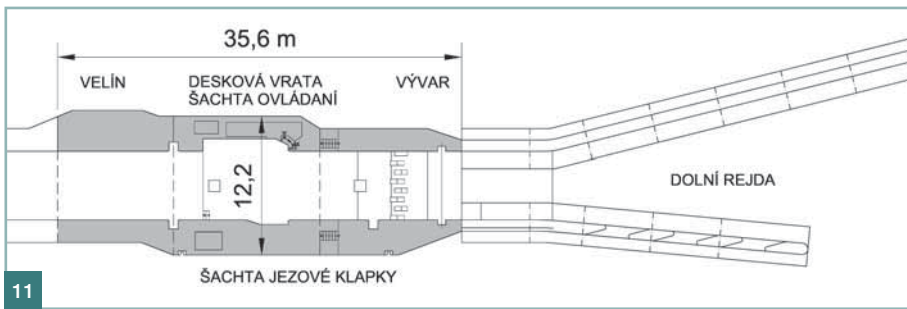 35,6 m
VELÍN
DESKOVÁ VRATA
ŠACHTA OVLÁDANÍ
VÝVAR
12,2
DOLNÍ REJDA
ŠACHTA JEZOVÉ KLAPKY
11